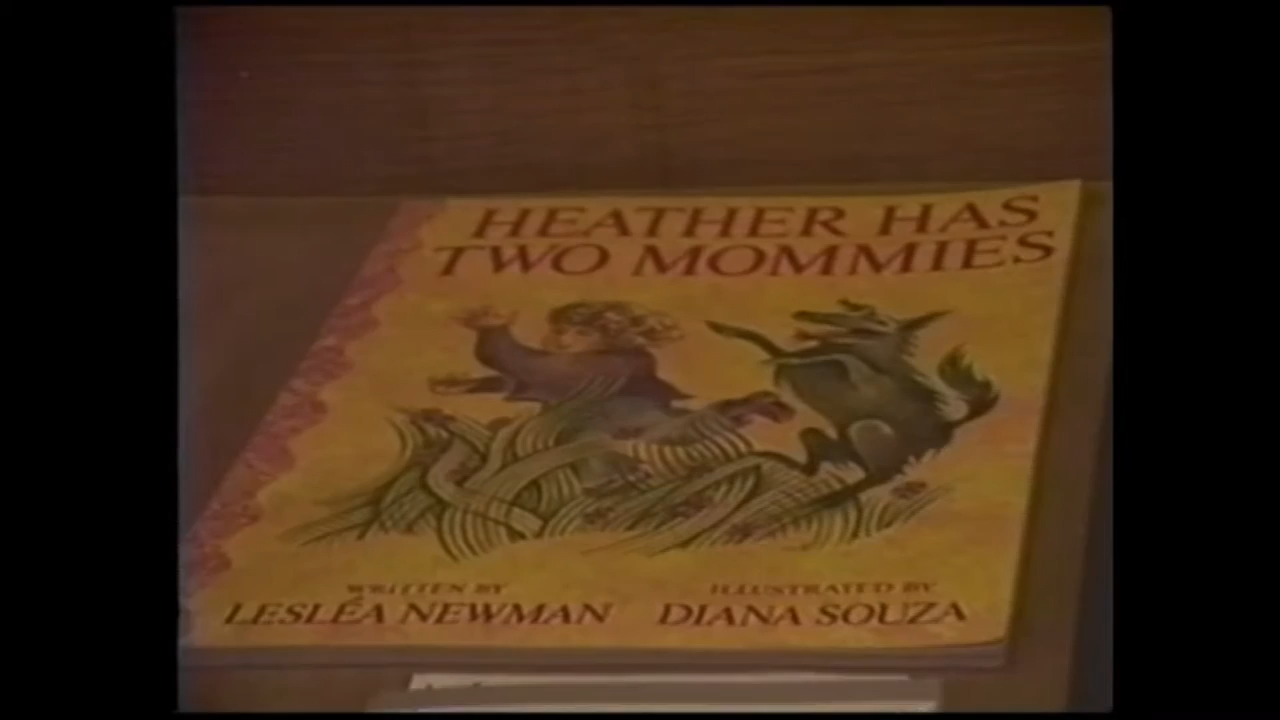 HEATHER HAS
TWO MOMMIES
WRITTEN BY
LESLÉA NEWMAN
ILLUSTRATED BY
DIANA SOUZA